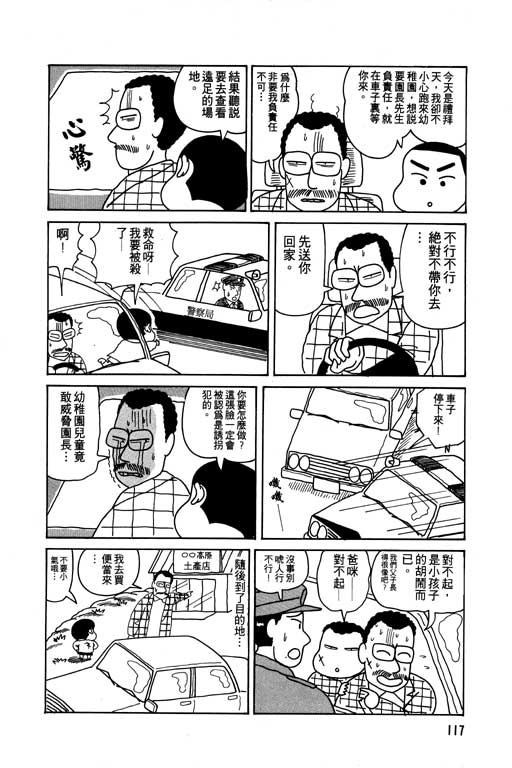 今天是禮拜
天，我卻不
小心跑來幼
稚園，想說
要園長先生
負責任，就
在車子裏等
你來。
為什麼
非要我負責任
不可…
結果聽說
要去查看
遠足的場
地。
心驚
不行不行，
絕對不帶你去
…
先送你
回家。
救命呀—
我要被殺
了—
警察局
啊！
車子
停下來！
嘰
嘰
你要怎麼做？
這張臉一定會
被認為是誘拐
犯的。
幼稚園兒童竟
敢威脅園長…
對不起，
是小孩子
的胡鬧而
已。
我們父子長
得很像吧？
爸咪—
對不起
沒事別
唬人行
不行！
隨後到了目的地…
○○高原
土產店
我去買
便當來
不要小
氣哦…
117